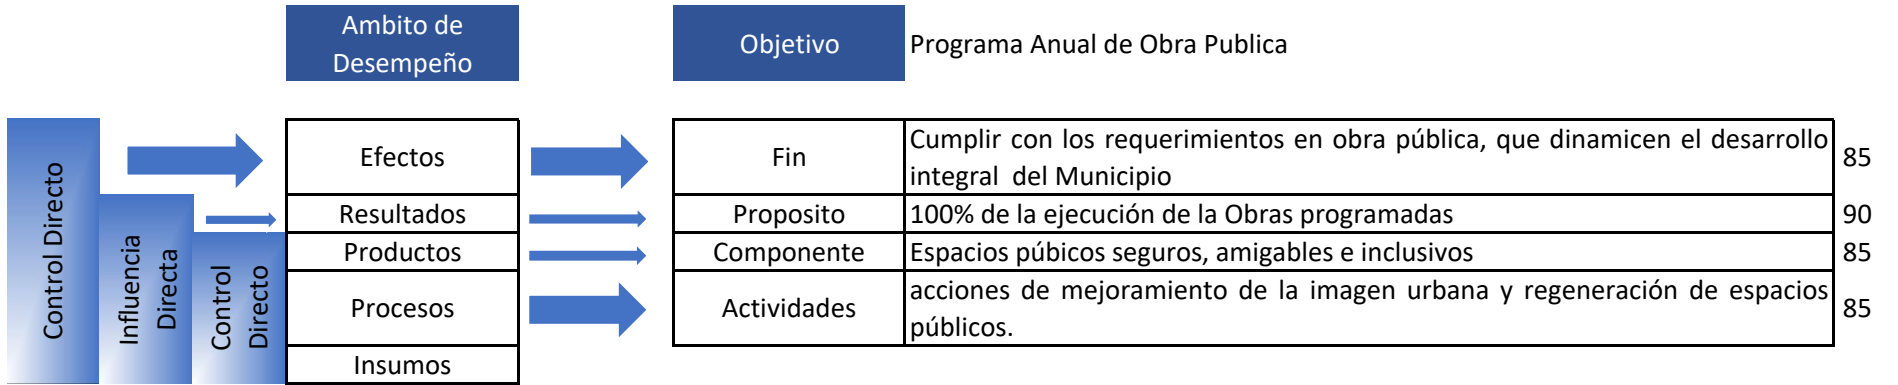 Ambito de
Desempeño
Objetivo
Programa Anual de Obra Publica
Control Directo
Influencia
Directa
Control
Directo
Efectos
Fin
Cumplir con los requerimientos en obra pública, que dinamicen el desarrollo
integral del Municipio
85
Resultados
Proposito
100% de la ejecución de la Obras programadas
90
Productos
Componente
Espacios púbicos seguros, amigables e inclusivos
85
Procesos
Actividades
acciones de mejoramiento de la imagen urbana y regeneración de espacios
públicos.
85
Insumos